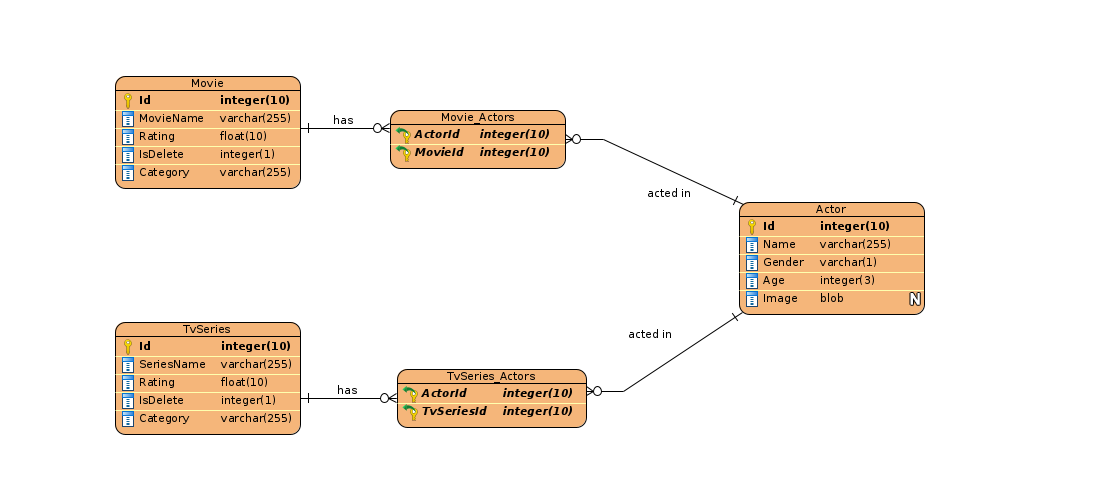 Movie
Id integer(10)
MovieName varchar(255)
Rating float(10)
IsDelete integer(1)
Category varchar(255)
has
Movie_Actors
ActorId integer(10)
MovieId integer(10)
acted in
Actor
Id integer(10)
Name varchar(255)
Gender varchar(1)
Age integer(3)
Image blob N
TvSeries
Id integer(10)
SeriesName varchar(255)
Rating float(10)
IsDelete integer(1)
Category varchar(255)
has
TvSeries_Actors
ActorId integer(10)
TvSeriesId integer(10)
acted in